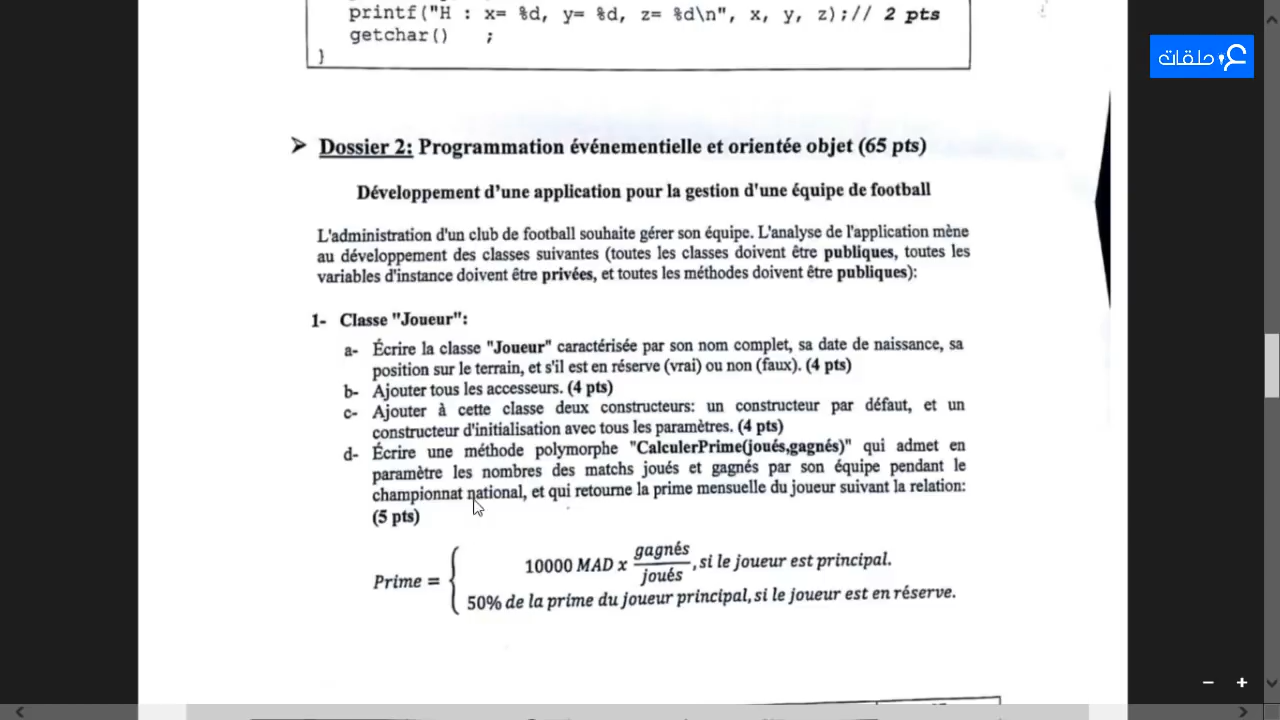 printf("H : x= %d, y= %d, z= %d\n", x, y, z);// 2 pts
getchar() ;
}
حلقات
➤ Dossier 2: Programmation événementielle et orientée objet (65 pts)
Développement d'une application pour la gestion d'une équipe de football
L'administration d'un club de football souhaite gérer son équipe. L'analyse de l'application mène
au développement des classes suivantes (toutes les classes doivent être publiques, toutes les
variables d'instance doivent être privées, et toutes les méthodes doivent être publiques):
1- Classe "Joueur":
a- Écrire la classe "Joueur" caractérisée par son nom complet, sa date de naissance, sa
position sur le terrain, et s'il est en réserve (vrai) ou non (faux). (4 pts)
b- Ajouter tous les accesseurs. (4 pts)
c- Ajouter à cette classe deux constructeurs: un constructeur par défaut, et un
constructeur d'initialisation avec tous les paramètres. (4 pts)
d- Écrire une méthode polymorphe "CalculerPrime(joués,gagnés)" qui admet en
paramètre les nombres des matchs joués et gagnés par son équipe pendant le
championnat national, et qui retourne la prime mensuelle du joueur suivant la relation:
(5 pts)
Prime = { 10000 MAD x gagnés/joués, si le joueur est principal.
50% de la prime du joueur principal, si le joueur est en réserve.